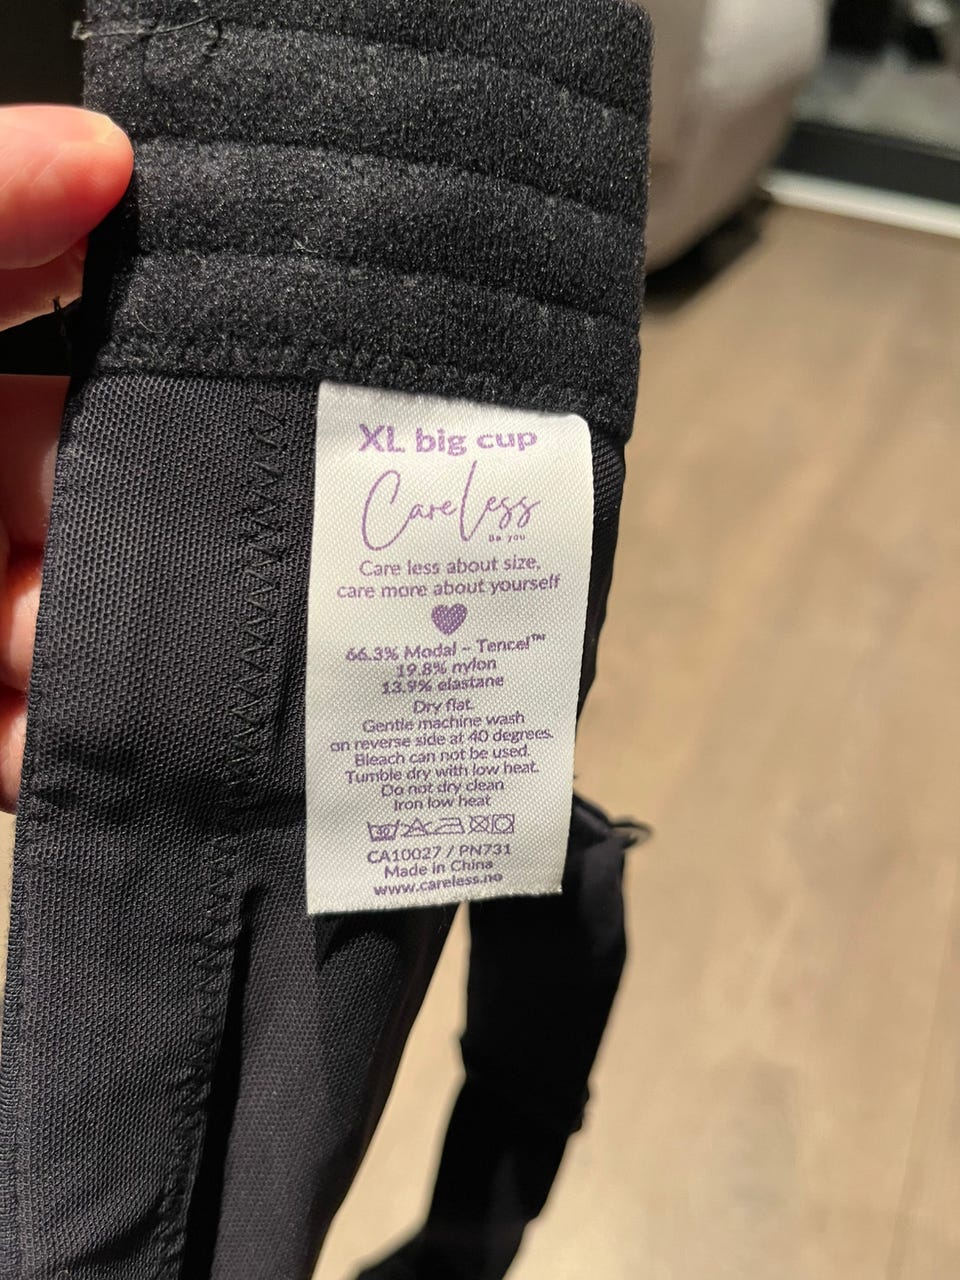 XL big cup
CareLess
Be you
Care less about size,
care more about yourself
66.3% Modal - Tencel™
19.8% nylon
13.9% elastane
Dry flat.
Gentle machine wash
on reverse side at 40 degrees.
Bleach can not be used.
Tumble dry with low heat.
Do not dry clean
Iron low heat
CA10027 / PN731
Made in China
www.careless.no